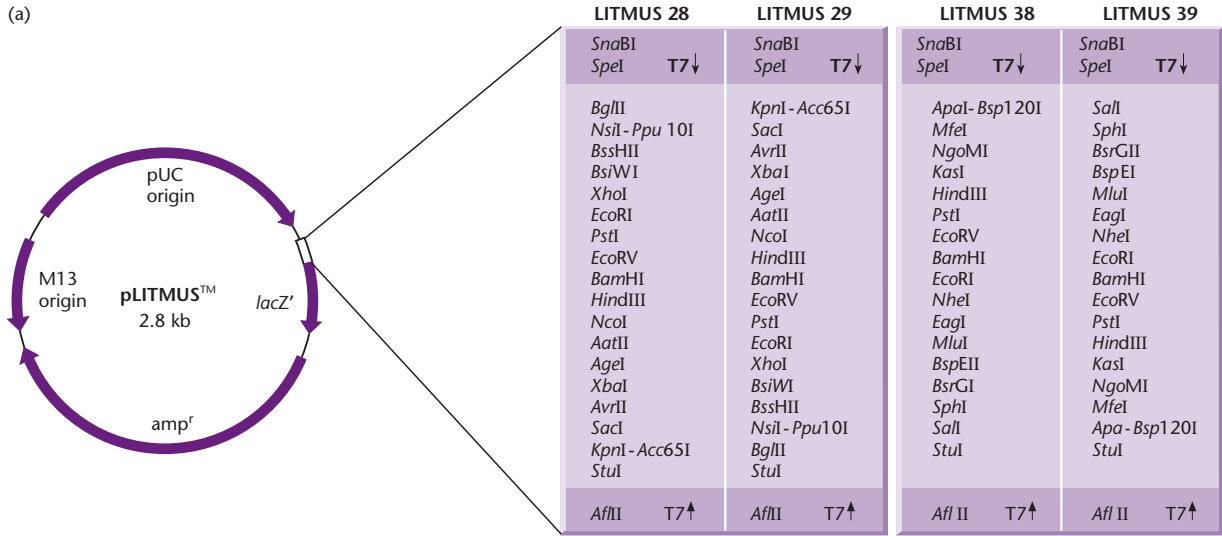 (a)
pUC
origin
M13
origin
pLITMUS™
2.8 kb
lacZ'
ampʳ
LITMUS 28
SnaBI
SpeI T7↓
BglII
NsiI-Ppu 10I
BssHII
BsiW I
XhoI
EcoRI
PstI
EcoRV
BamHI
HindIII
NcoI
AatII
AgeI
XbaI
AvrII
SacI
KpnI-Acc65I
StuI
AflII T7↑
LITMUS 29
SnaBI
SpeI T7↓
KpnI-Acc65I
SacI
AvrII
XbaI
AgeI
AatII
NcoI
HindIII
BamHI
EcoRV
PstI
EcoRI
XhoI
BsiWI
BssHII
NsiI-Ppu10I
BglII
StuI
AflII T7↑
LITMUS 38
SnaBI
SpeI T7↓
ApaI-Bsp120I
MfeI
NgoMI
KasI
HindIII
PstI
EcoRV
BamHI
EcoRI
NheI
EagI
MluI
BspEII
BsrGI
SphI
SalI
StuI
Afl II T7↑
LITMUS 39
SnaBI
SpeI T7↓
SalI
SphI
BsrGII
BspEI
MluI
EagI
NheI
EcoRI
BamHI
EcoRV
PstI
HindIII
KasI
NgoMI
MfeI
Apa-Bsp120I
StuI
Afl II T7↑